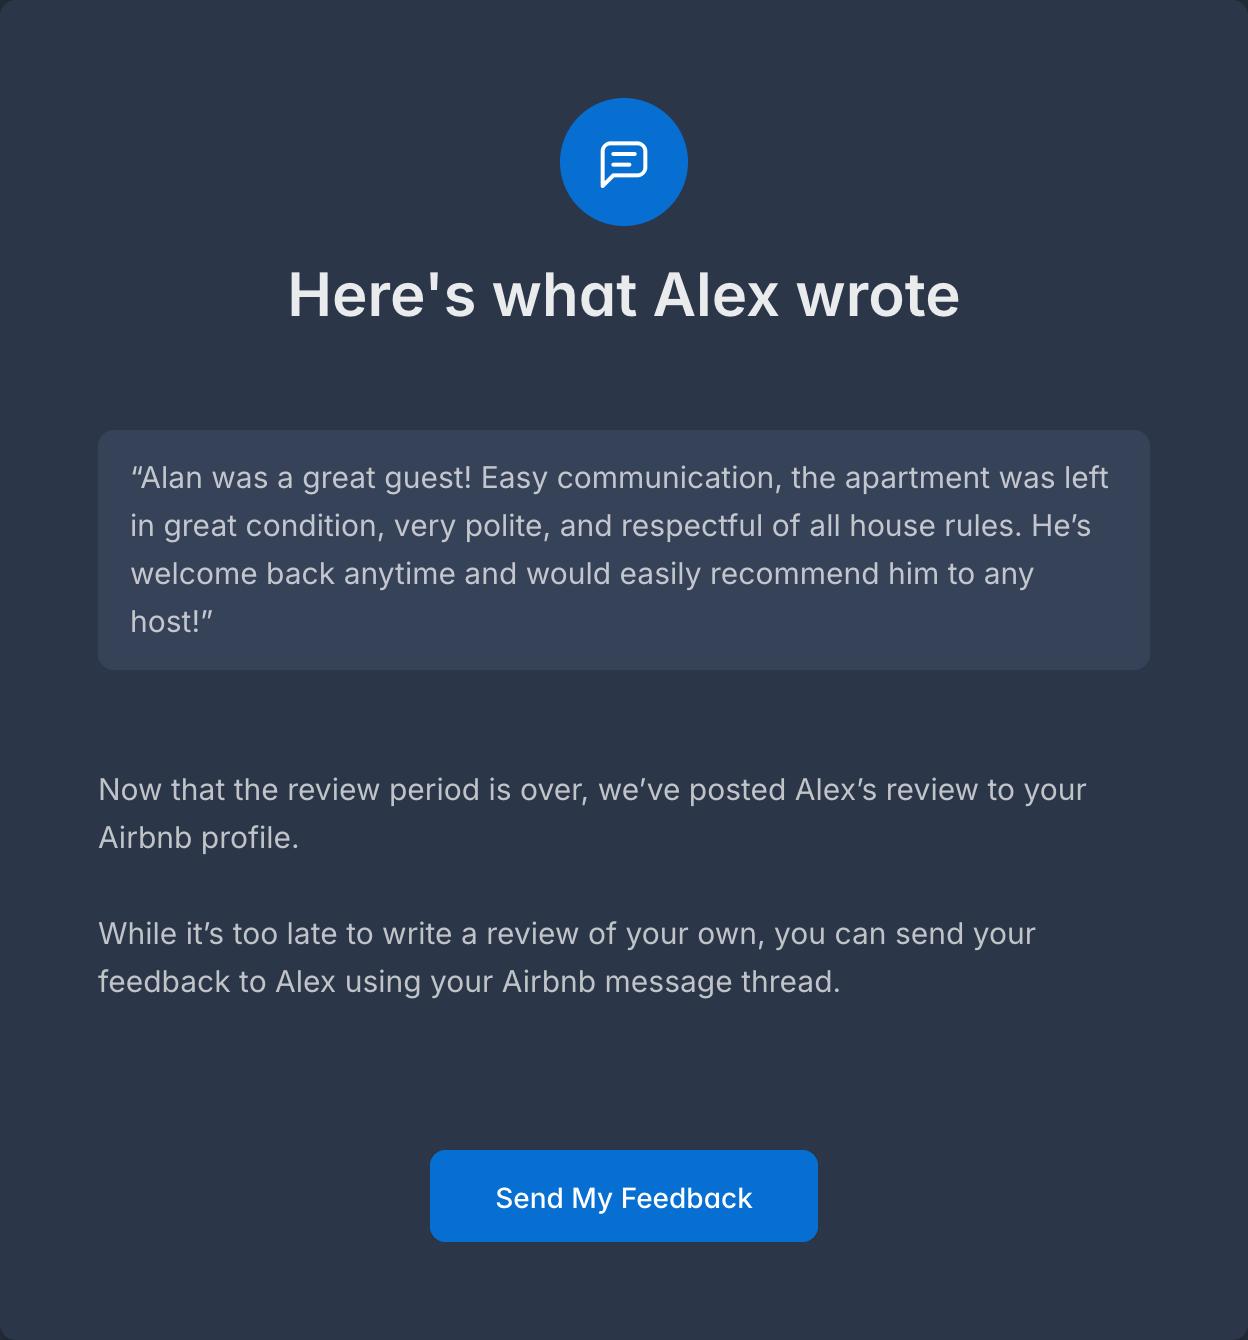 Here's what Alex wrote
“Alan was a great guest! Easy communication, the apartment was left
in great condition, very polite, and respectful of all house rules. He’s
welcome back anytime and would easily recommend him to any
host!”
Now that the review period is over, we’ve posted Alex’s review to your
Airbnb profile.
While it’s too late to write a review of your own, you can send your
feedback to Alex using your Airbnb message thread.
Send My Feedback